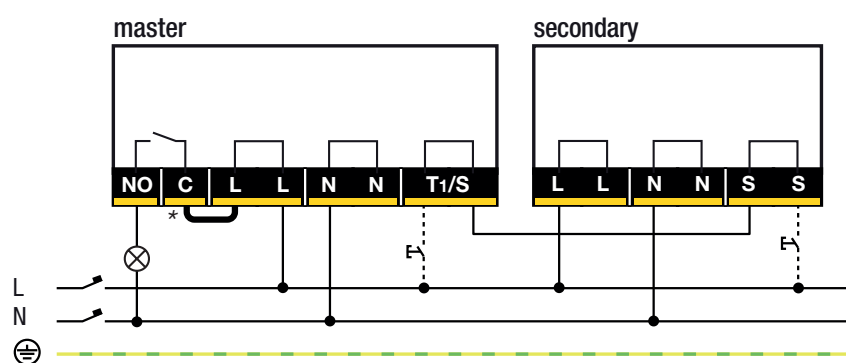 master secondary
NO C L L N N T1/S L L N N S S
*
L
N